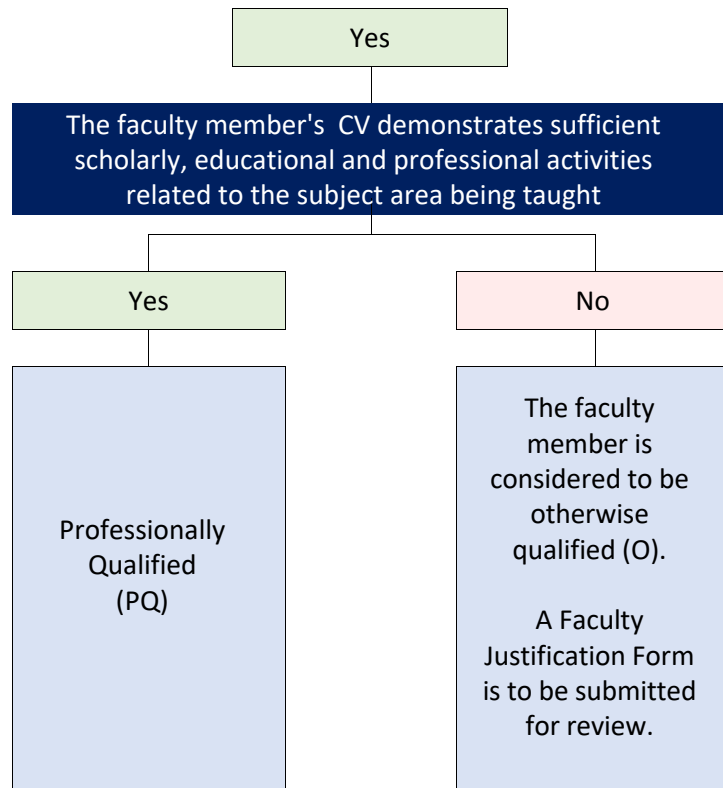 Yes
The faculty member's CV demonstrates sufficient
scholarly, educational and professional activities
related to the subject area being taught
Yes
No
Professionally
Qualified
(PQ)
The faculty
member is
considered to be
otherwise
qualified (O).
A Faculty
Justification Form
is to be submitted
for review.